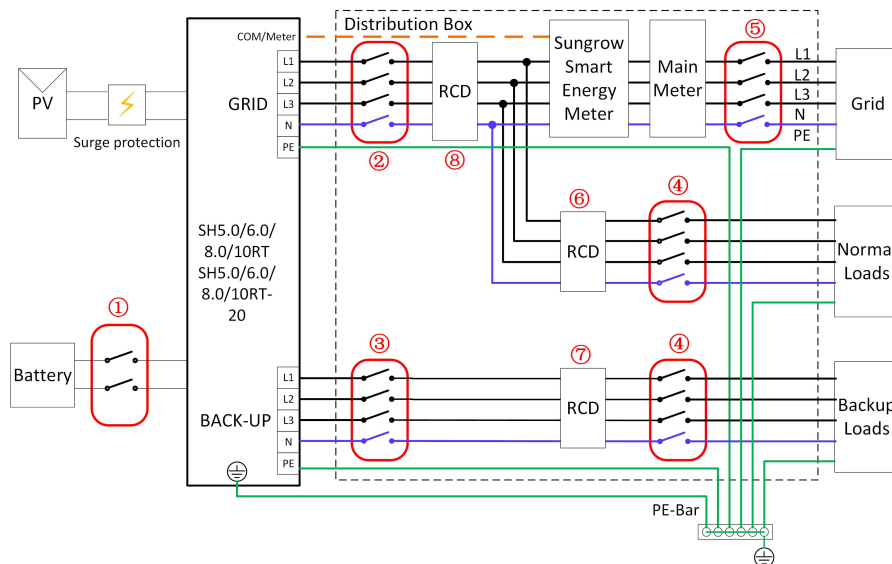 Distribution Box
COM/Meter
L1
L2
L3
N
PE
GRID
PV
Surge protection
②
RCD
⑧
Sungrow
Smart
Energy
Meter
Main
Meter
⑤
L1
L2
L3
N
PE
Grid
SH5.0/6.0/
8.0/10RT
SH5.0/6.0/
8.0/10RT-
20
⑥
RCD
④
Normal
Loads
①
Battery
L1
L2
L3
N
PE
BACK-UP
③
⑦
RCD
④
Backup
Loads
PE-Bar